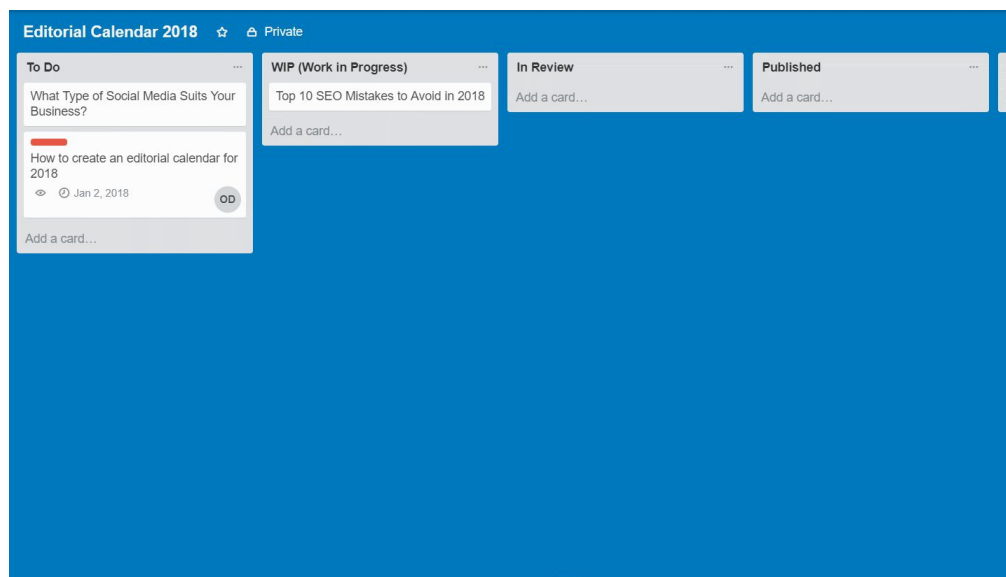 Editorial Calendar 2018
Private
To Do
What Type of Social Media Suits Your
Business?
How to create an editorial calendar for
2018
Jan 2, 2018
OD
Add a card…
WIP (Work in Progress)
Top 10 SEO Mistakes to Avoid in 2018
Add a card…
In Review
Add a card…
Published
Add a card…